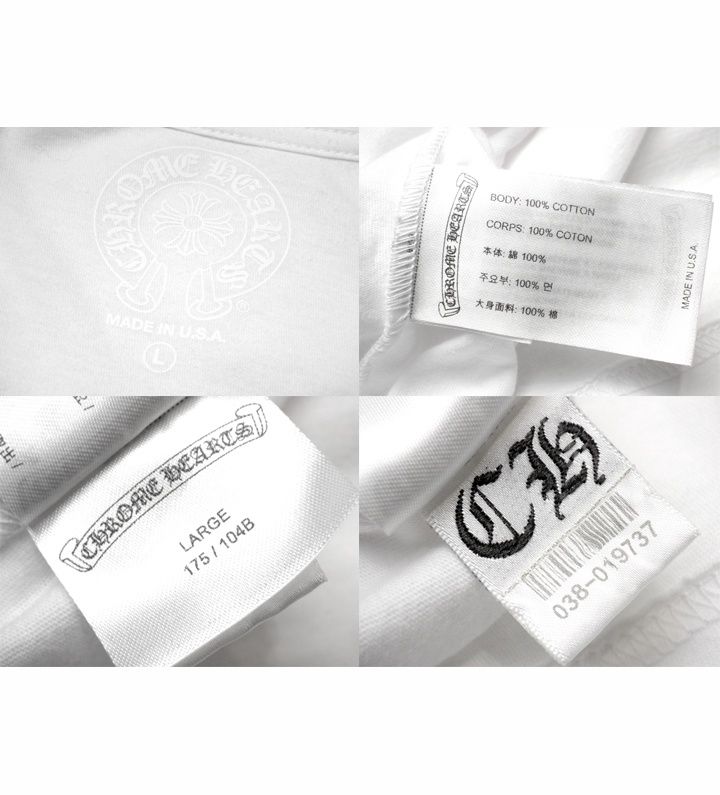 CHROME HEARTS
MADE IN U.S.A.
L
CHROME HEARTS
BODY: 100% COTTON
CORPS: 100% COTON
本体: 綿 100%
주요부: 100% 면
大身面料: 100% 棉
MADE IN U.S.A.
CHROME HEARTS
LARGE
175 / 104B
CH
038-019737